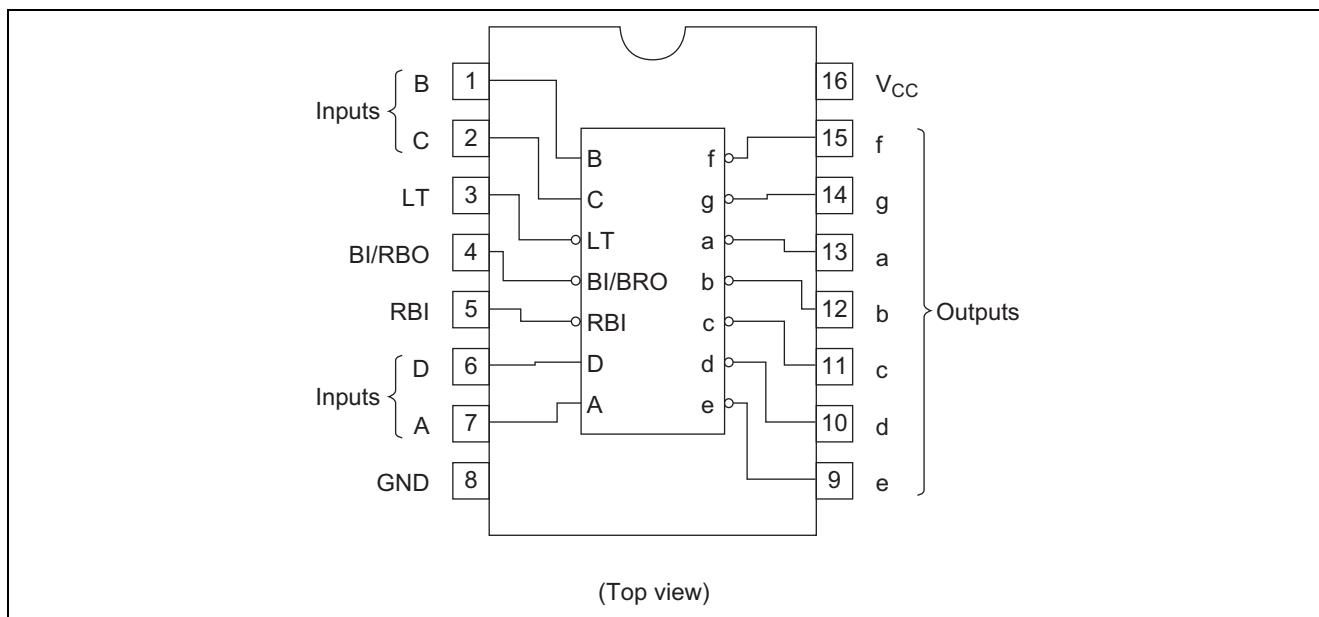 B 1 16 VCC
Inputs
C 2 15 f
B f
LT 3 14 g
C g
LT a
BI/RBO 4 13 a
BI/BRO b
RBI 5 12 b
Outputs
RBI c
D 6 11 c
D d
Inputs
A e
A 7 10 d
GND 8 9 e
(Top view)